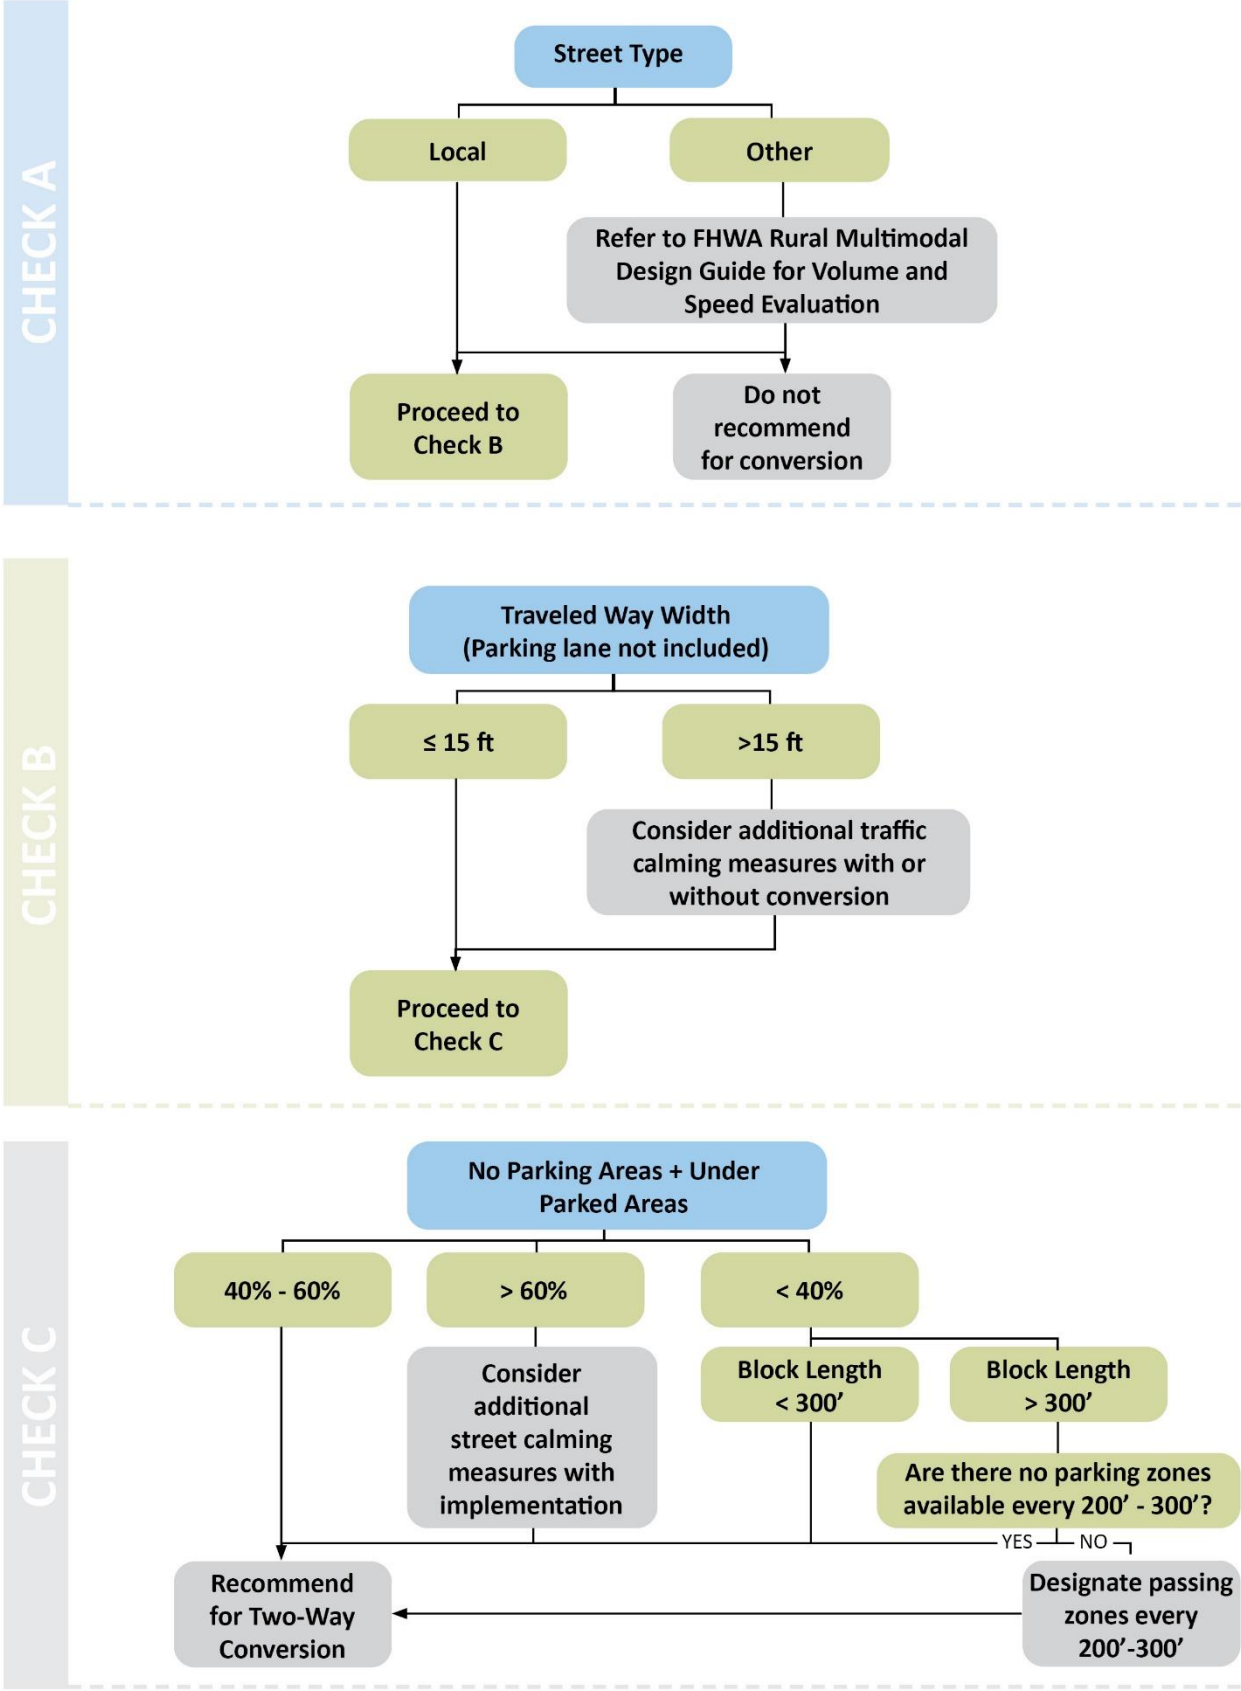 CHECK A
Street Type
Local
Other
Refer to FHWA Rural Multimodal
Design Guide for Volume and
Speed Evaluation
Proceed to
Check B
Do not
recommend
for conversion
CHECK B
Traveled Way Width
(Parking lane not included)
≤ 15 ft
>15 ft
Consider additional traffic
calming measures with or
without conversion
Proceed to
Check C
CHECK C
No Parking Areas + Under
Parked Areas
40% - 60%
> 60%
< 40%
Consider
additional
street calming
measures with
implementation
Block Length
< 300’
Block Length
> 300’
Are there no parking zones
available every 200’ - 300’?
YES
NO
Recommend
for Two-Way
Conversion
Designate passing
zones every
200’-300’